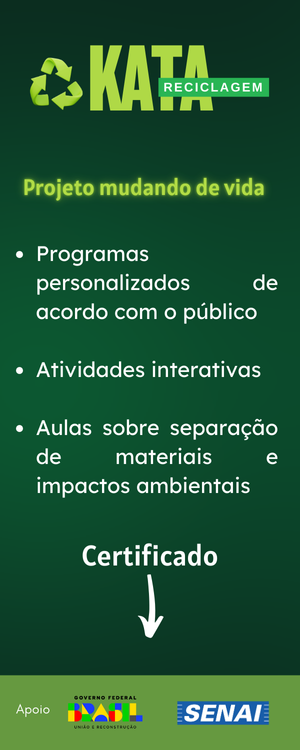 KATA
RECICLAGEM
Projeto mudando de vida
• Programas
personalizados de
acordo com o público
• Atividades interativas
• Aulas sobre separação
de materiais e
impactos ambientais
Certificado
Apoio
GOVERNO FEDERAL
BRASIL
UNIÃO E RECONSTRUÇÃO
SENAI